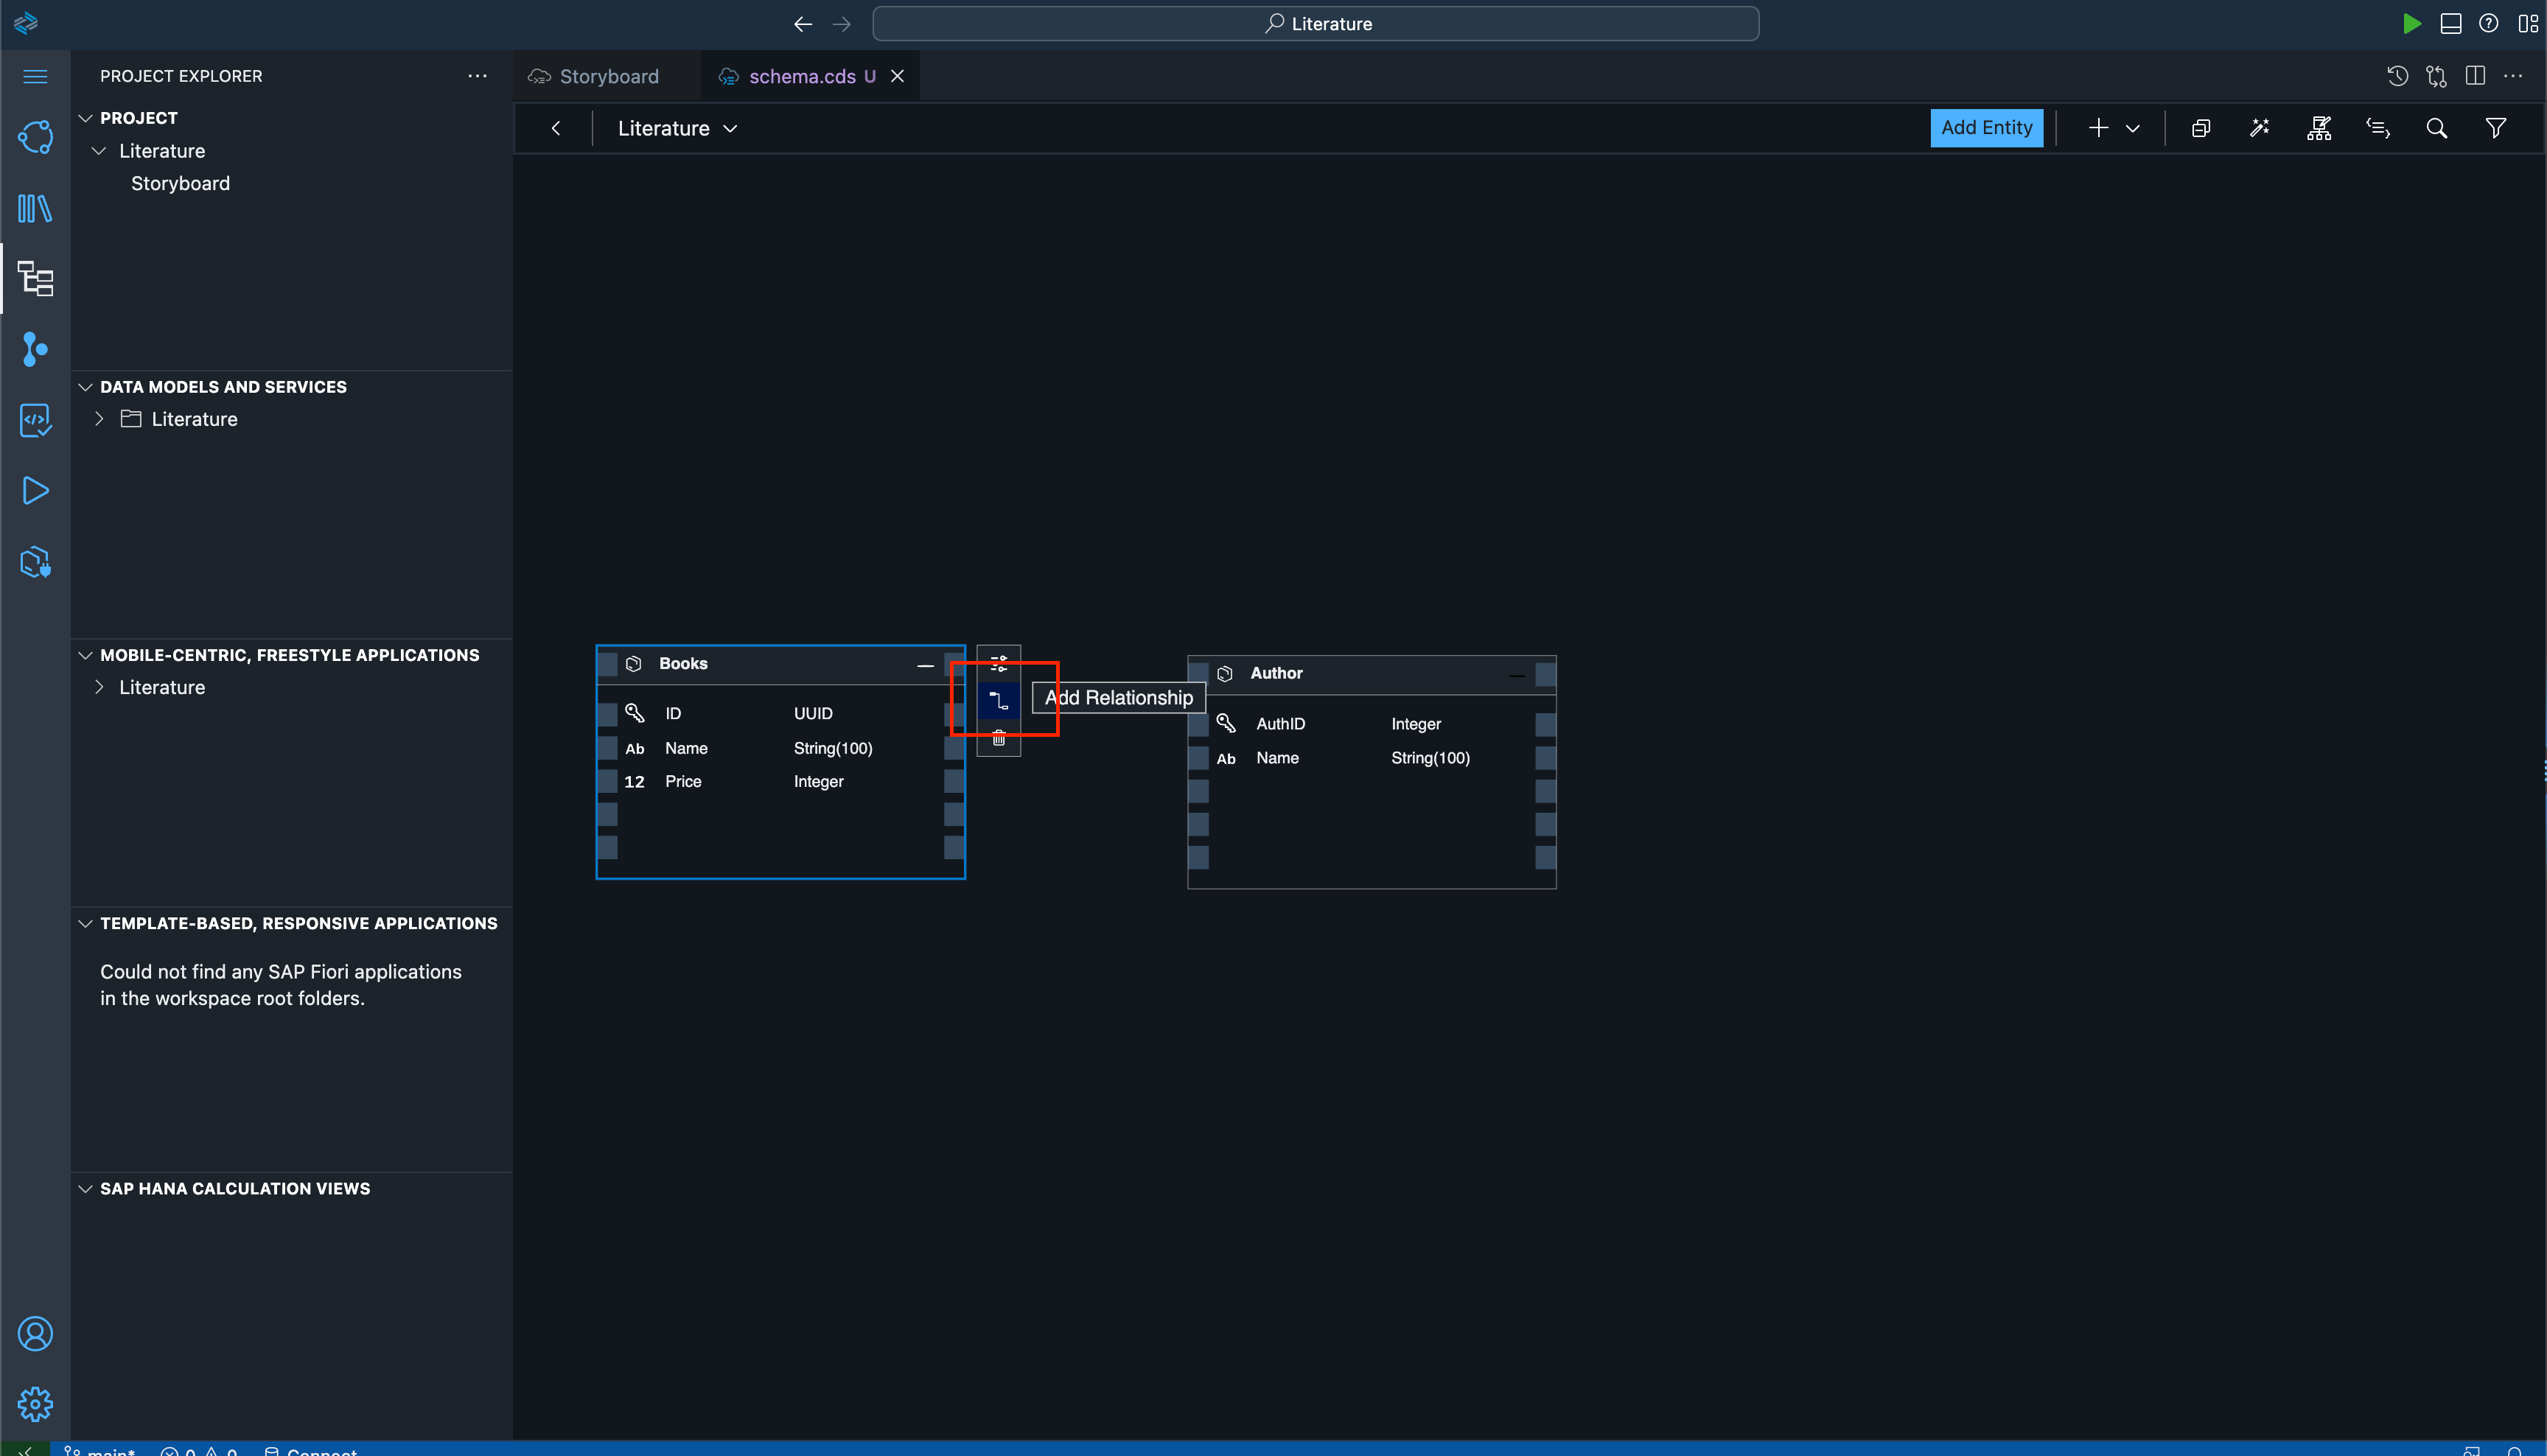 Literature
PROJECT EXPLORER
Storyboard
schema.cds U
PROJECT
Literature
Storyboard
Literature
Add Entity
DATA MODELS AND SERVICES
Literature
MOBILE-CENTRIC, FREESTYLE APPLICATIONS
Literature
TEMPLATE-BASED, RESPONSIVE APPLICATIONS
Could not find any SAP Fiori applications
in the workspace root folders.
SAP HANA CALCULATION VIEWS
Books
ID UUID
Ab Name String(100)
12 Price Integer
Add Relationship
Author
AuthID Integer
Ab Name String(100)
main* 0 0 Connect